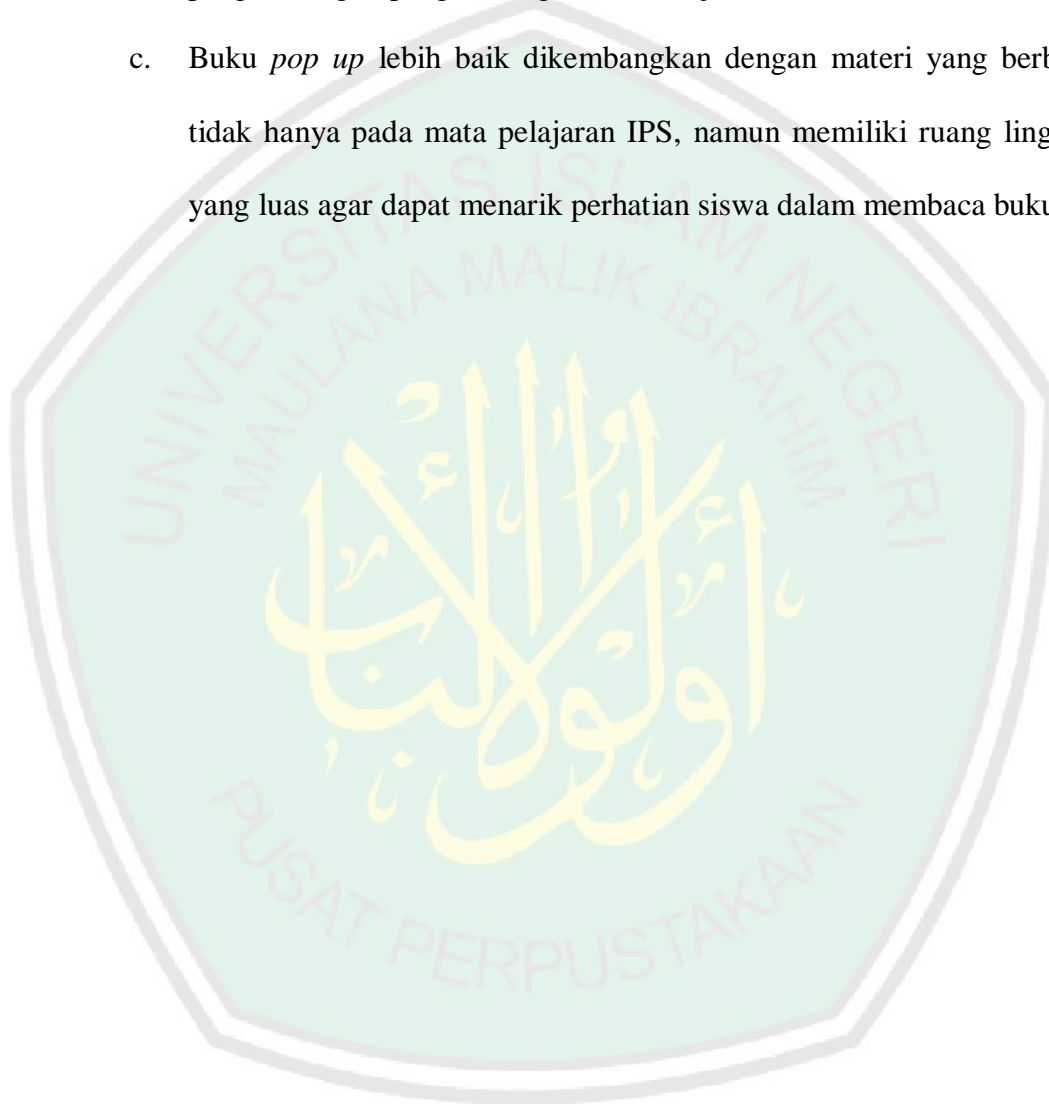 c. Buku pop up lebih baik dikembangkan dengan materi yang berb
tidak hanya pada mata pelajaran IPS, namun memiliki ruang ling
yang luas agar dapat menarik perhatian siswa dalam membaca buku
UNIVERSITAS ISLAM NEGERI
MAULANA MALIK IBRAHIM
أولو الألباب
PUSAT PERPUSTAKAAN